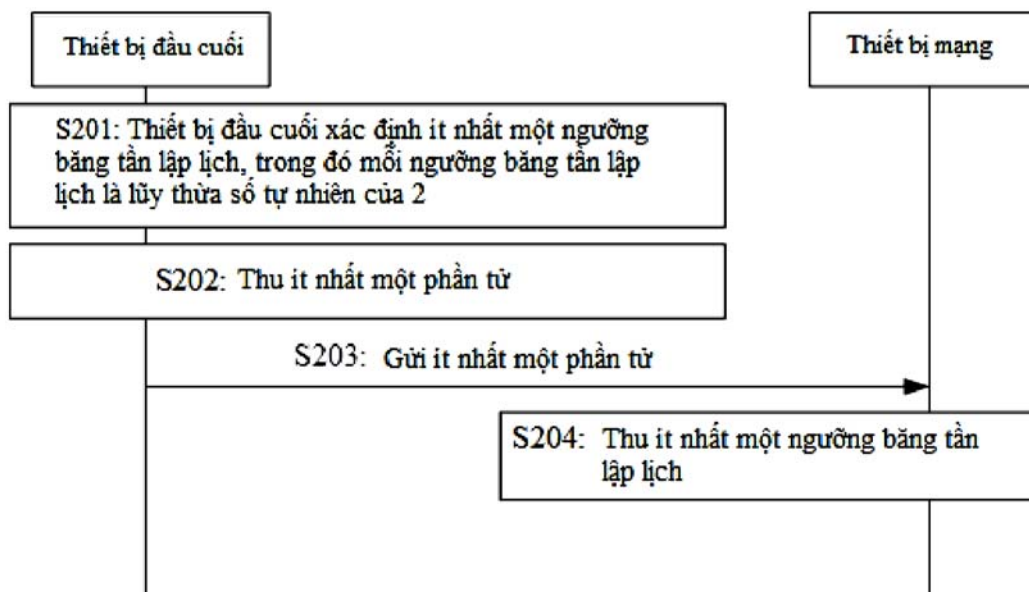 Thiết bị đầu cuối
Thiết bị mạng
S201: Thiết bị đầu cuối xác định ít nhất một ngưỡng
băng tần lập lịch, trong đó mỗi ngưỡng băng tần lập
lịch là lũy thừa số tự nhiên của 2
S202: Thu ít nhất một phần tử
S203: Gửi ít nhất một phần tử
S204: Thu ít nhất một ngưỡng băng tần
lập lịch